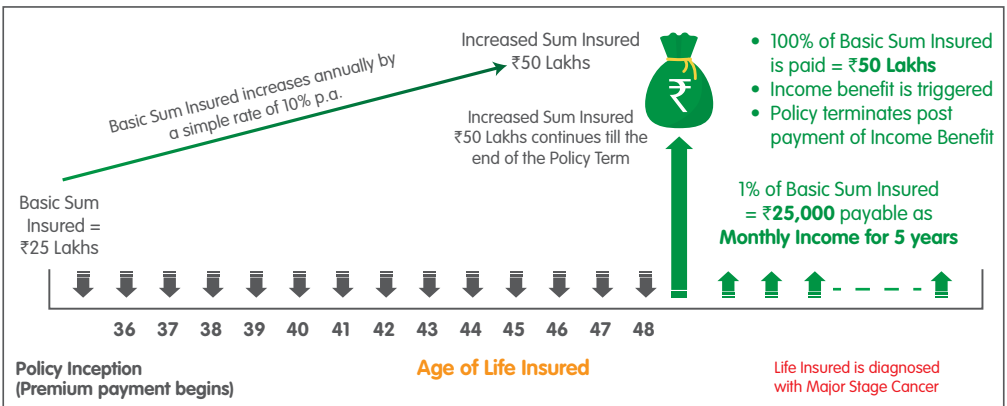 Increased Sum Insured
₹50 Lakhs
Basic Sum Insured increases annually by
a simple rate of 10% p.a.
Increased Sum Insured
₹50 Lakhs continues till the
end of the Policy Term
₹
• 100% of Basic Sum Insured
is paid = ₹50 Lakhs
• Income benefit is triggered
• Policy terminates post
payment of Income Benefit
Basic Sum
Insured =
₹25 Lakhs
1% of Basic Sum Insured
= ₹25,000 payable as
Monthly Income for 5 years
36 37 38 39 40 41 42 43 44 45 46 47 48
Policy Inception
(Premium payment begins)
Age of Life Insured
Life Insured is diagnosed
with Major Stage Cancer